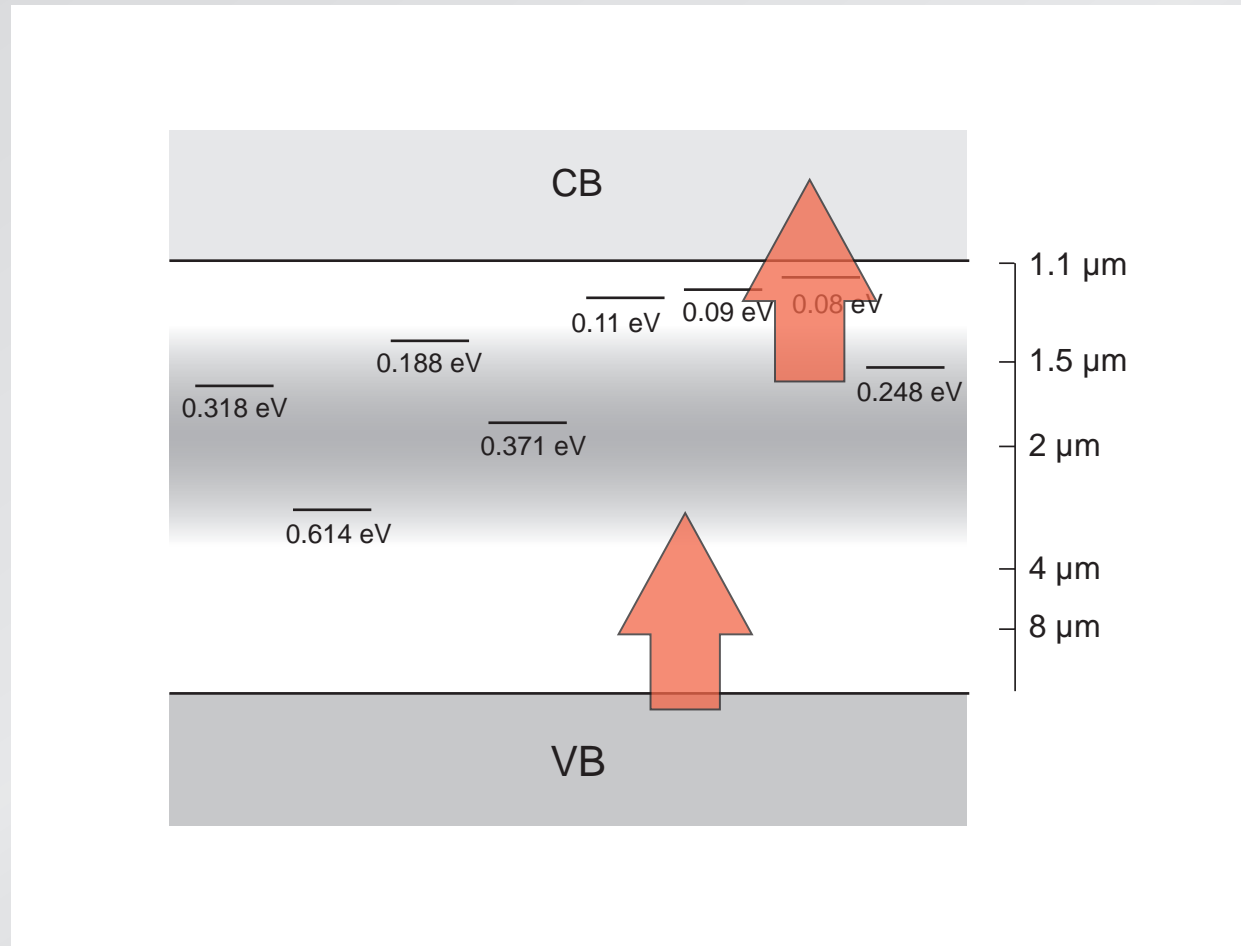 CB
1.1 µm
0.11 eV
0.09 eV
0.08 eV
0.188 eV
1.5 µm
0.318 eV
0.248 eV
0.371 eV
2 µm
0.614 eV
4 µm
8 µm
VB